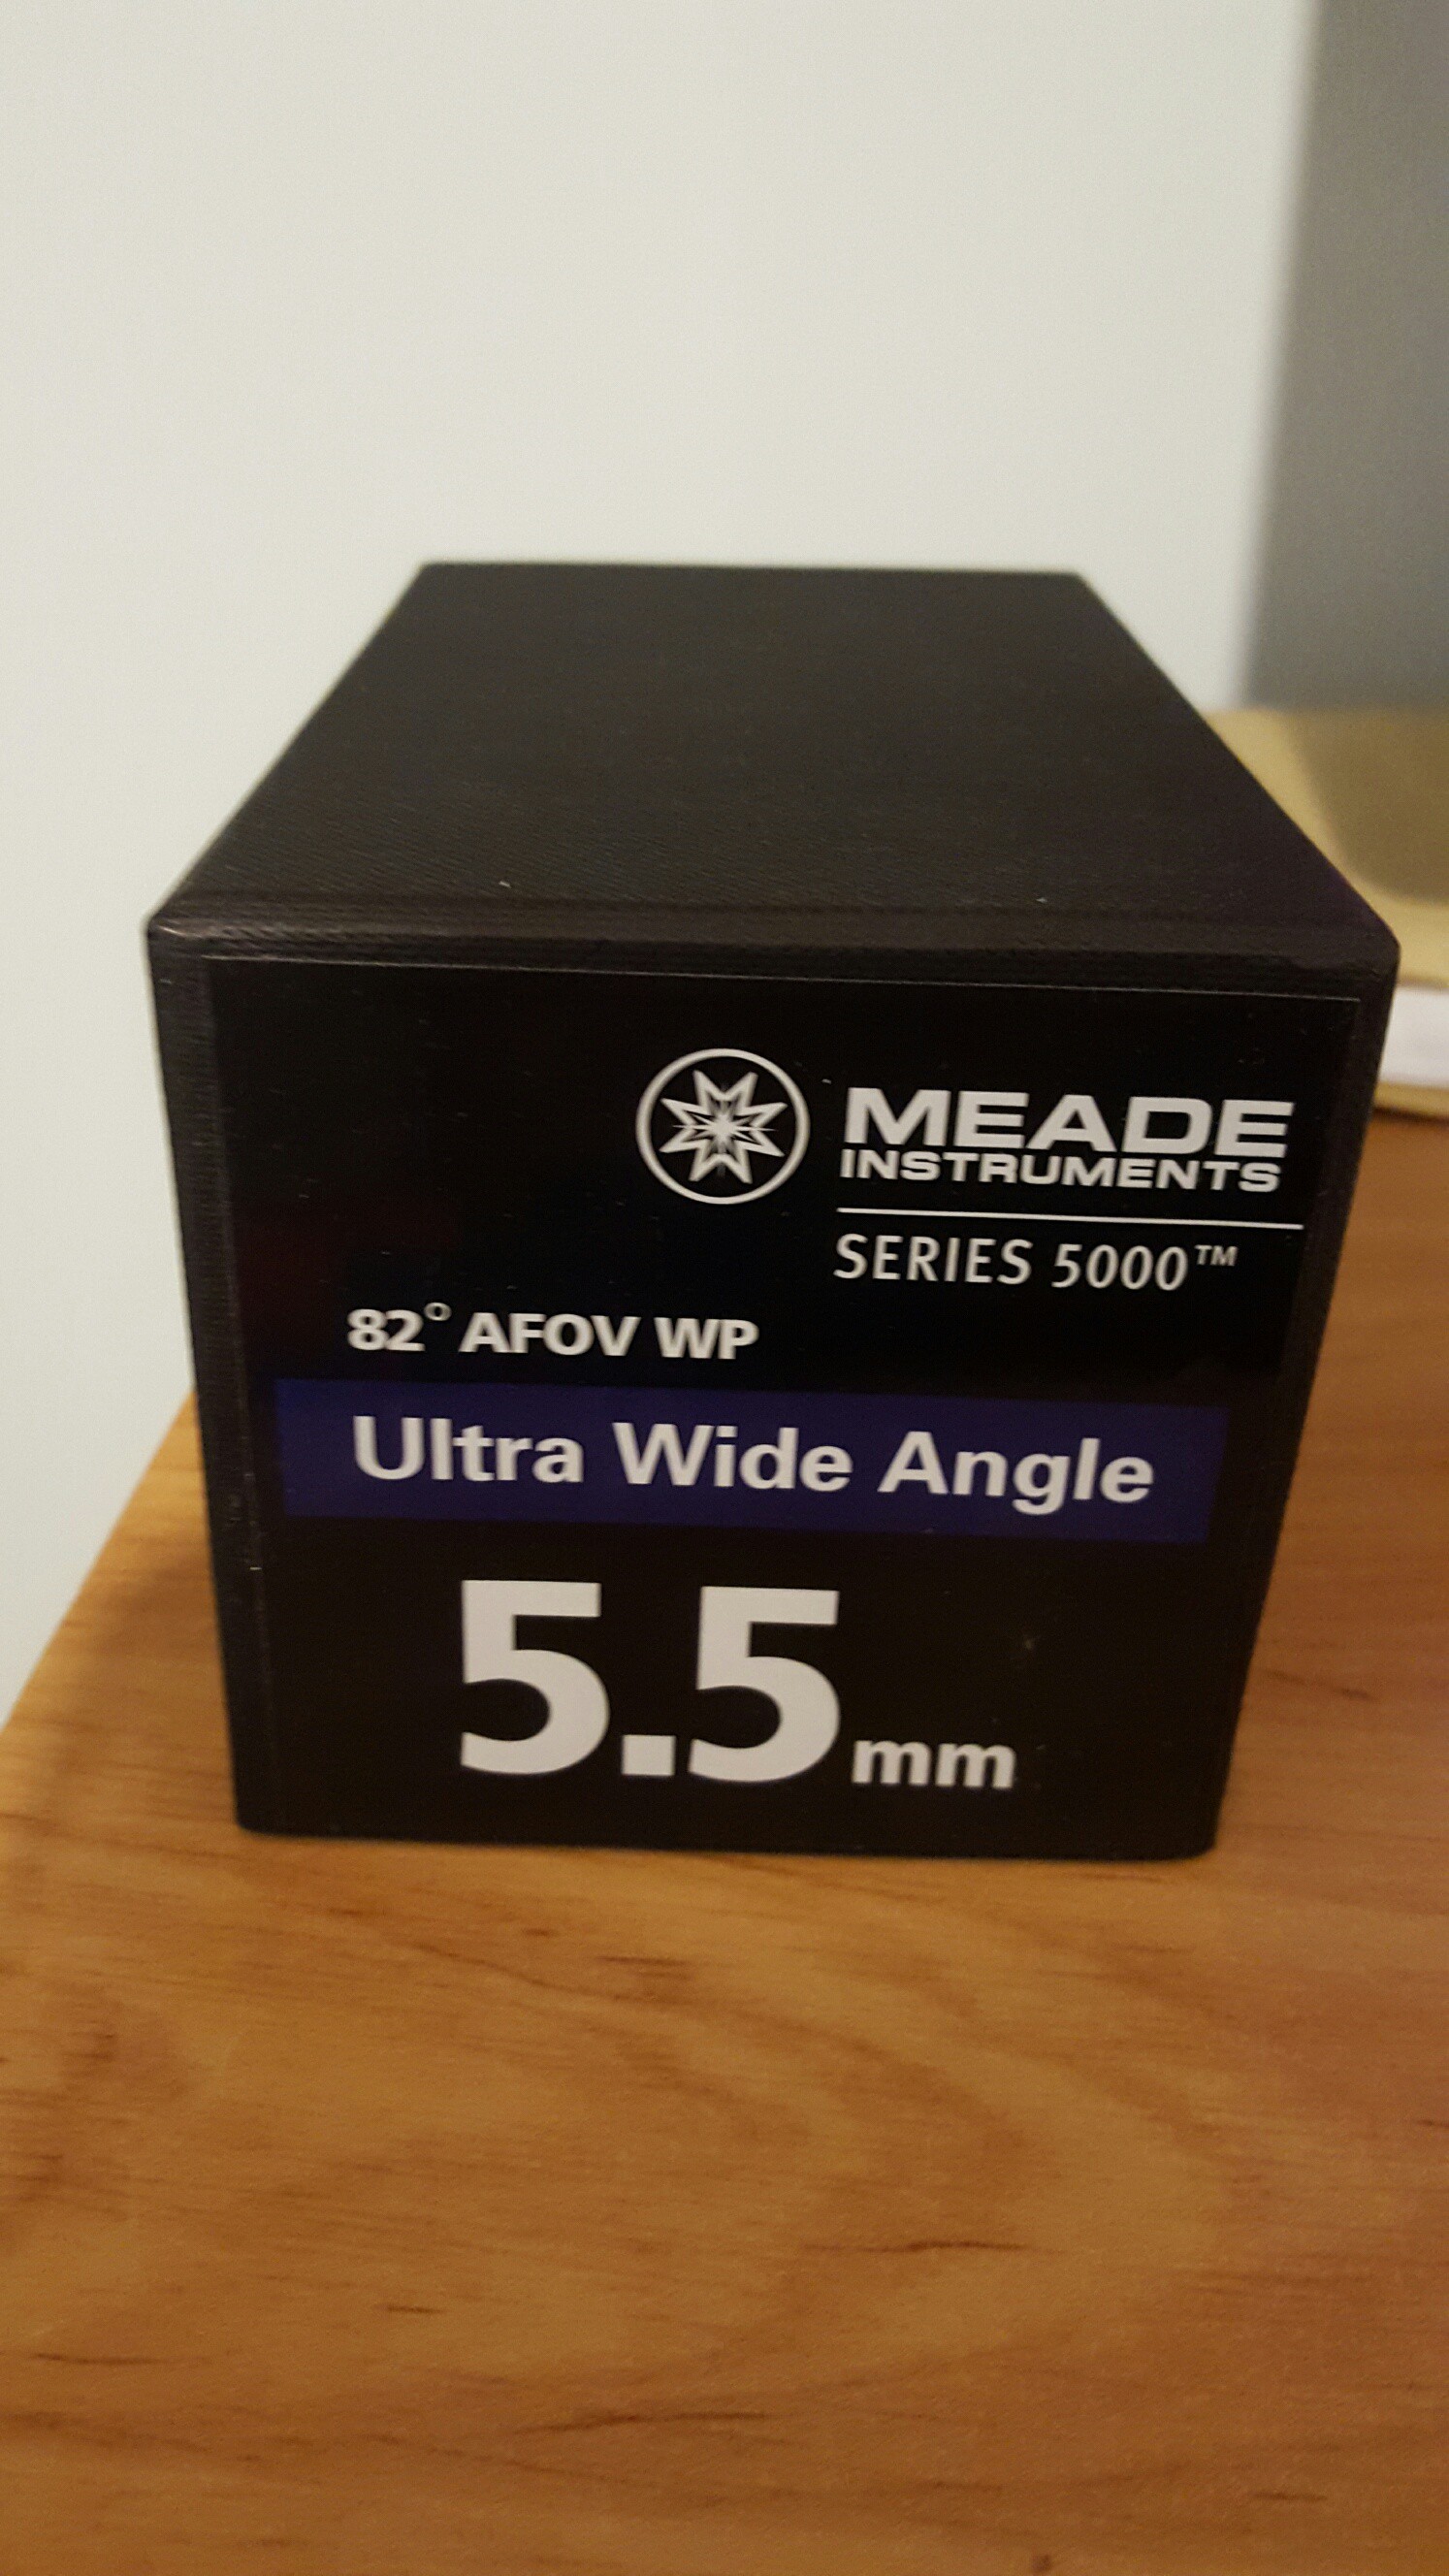 MEADE
INSTRUMENTS
SERIES 5000™
82° AFOV WP
Ultra Wide Angle
5.5mm